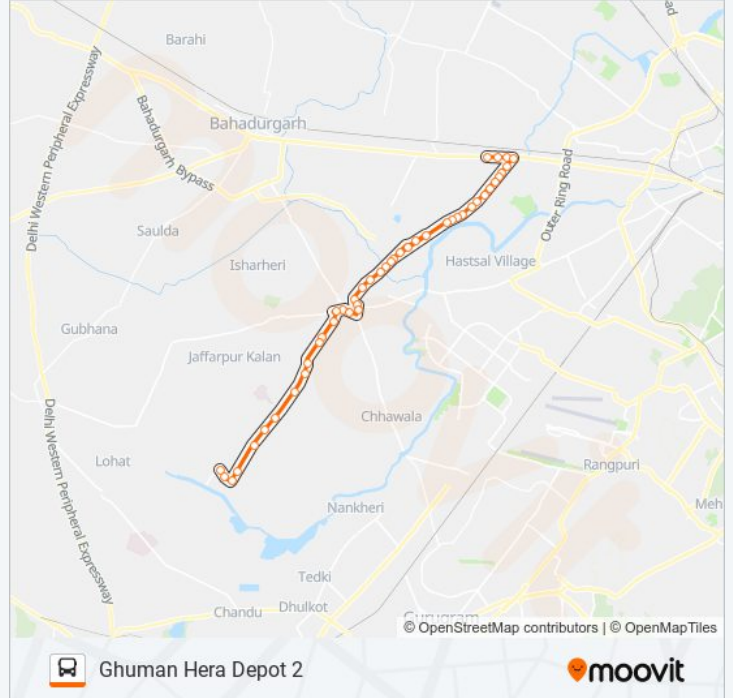 Barahi
ad
Delhi Western Peripheral Expressway
Bahadurgarh
Bahadurgarh Bypass
Outer Ring Road
Saulda
Isharheri
Hastsal Village
Gubhana
Jaffarpur Kalan
Chhawala
Delhi Western Peripheral Expressway
Lohat
Rangpuri
Nankheri
Meh
Tedki
Chandu
Dhulkot
Gurugram
© OpenStreetMap contributors | © OpenMapTiles
Ghuman Hera Depot 2
moovit